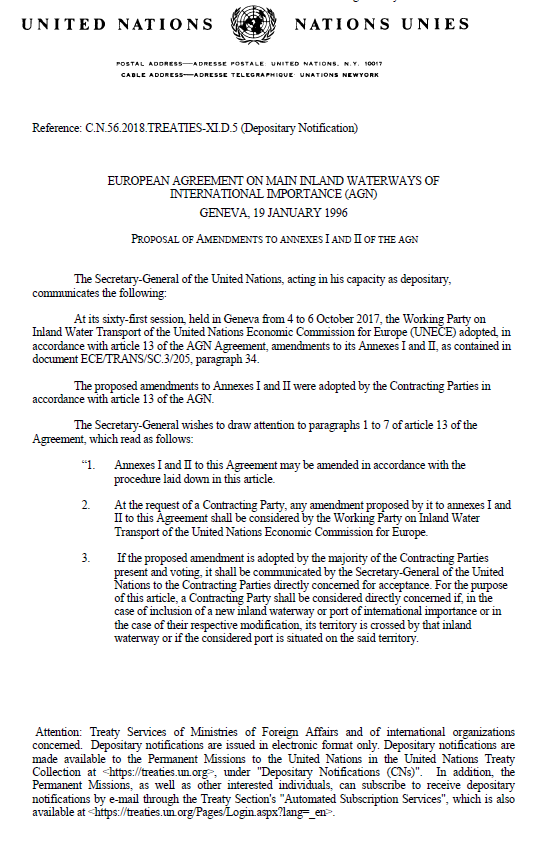 UNITED NATIONS NATIONS UNIES
POSTAL ADDRESS—ADRESSE POSTALE: UNITED NATIONS, N.Y. 10017
CABLE ADDRESS—ADRESSE TELEGRAPHIQUE: UNATIONS NEWYORK
Reference: C.N.56.2018.TREATIES-XI.D.5 (Depositary Notification)
EUROPEAN AGREEMENT ON MAIN INLAND WATERWAYS OF
INTERNATIONAL IMPORTANCE (AGN)
GENEVA, 19 JANUARY 1996
PROPOSAL OF AMENDMENTS TO ANNEXES I AND II OF THE AGN
The Secretary-General of the United Nations, acting in his capacity as depositary,
communicates the following:
At its sixty-first session, held in Geneva from 4 to 6 October 2017, the Working Party on
Inland Water Transport of the United Nations Economic Commission for Europe (UNECE) adopted, in
accordance with article 13 of the AGN Agreement, amendments to its Annexes I and II, as contained in
document ECE/TRANS/SC.3/205, paragraph 34.
The proposed amendments to Annexes I and II were adopted by the Contracting Parties in
accordance with article 13 of the AGN.
The Secretary-General wishes to draw attention to paragraphs 1 to 7 of article 13 of the
Agreement, which read as follows:
“1. Annexes I and II to this Agreement may be amended in accordance with the
procedure laid down in this article.
2. At the request of a Contracting Party, any amendment proposed by it to annexes I and
II to this Agreement shall be considered by the Working Party on Inland Water
Transport of the United Nations Economic Commission for Europe.
3. If the proposed amendment is adopted by the majority of the Contracting Parties
present and voting, it shall be communicated by the Secretary-General of the United
Nations to the Contracting Parties directly concerned for acceptance. For the purpose
of this article, a Contracting Party shall be considered directly concerned if, in the
case of inclusion of a new inland waterway or port of international importance or in
the case of their respective modification, its territory is crossed by that inland
waterway or if the considered port is situated on the said territory.
Attention: Treaty Services of Ministries of Foreign Affairs and of international organizations
concerned. Depositary notifications are issued in electronic format only. Depositary notifications are
made available to the Permanent Missions to the United Nations in the United Nations Treaty
Collection at <https://treaties.un.org>, under "Depositary Notifications (CNs)". In addition, the
Permanent Missions, as well as other interested individuals, can subscribe to receive depositary
notifications by e-mail through the Treaty Section's "Automated Subscription Services", which is also
available at <https://treaties.un.org/Pages/Login.aspx?lang=_en>.